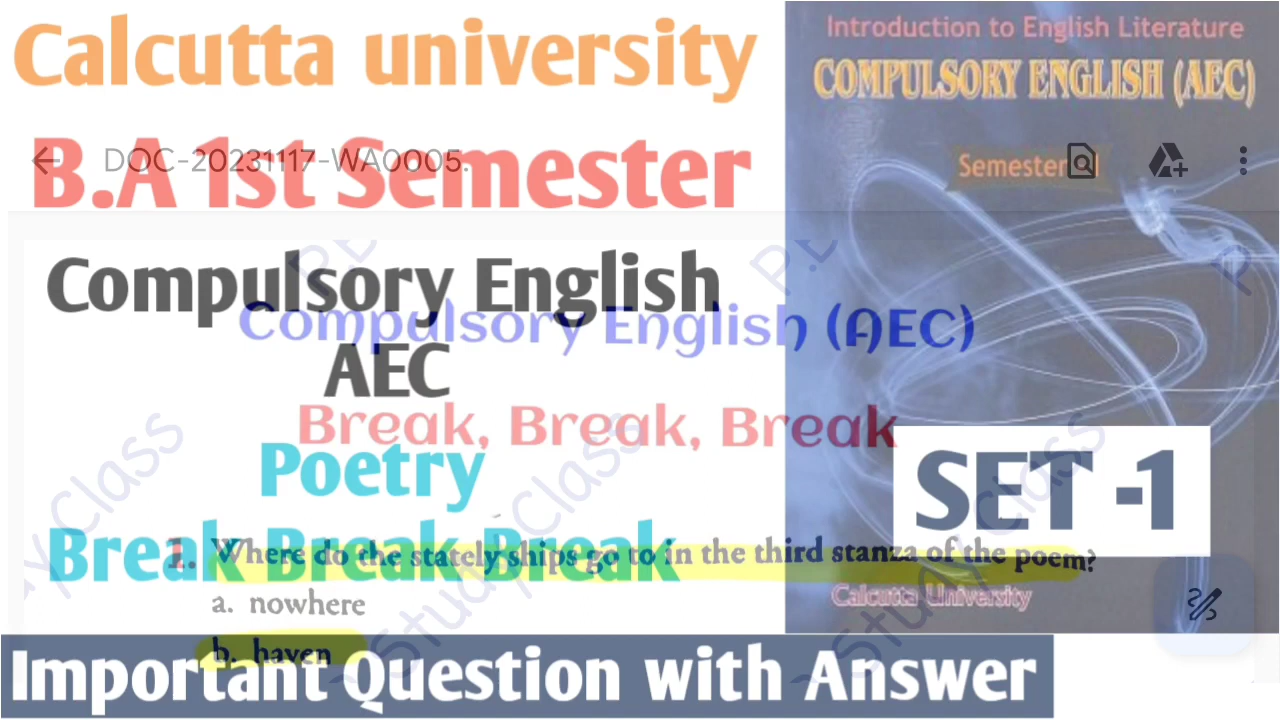 Calcutta university
Introduction to English Literature
COMPULSORY ENGLISH (AEC)
B.A 1st Semester
DOC-20231117-WA0005.
Semester
Compulsory English
Compulsory English (AEC)
AEC
Break, Break, Break
Poetry
SET -1
Break Break Break
1. Where do the stately ships go to in the third stanza of the poem?
a. nowhere
Calcutta University
b. haven
Important Question with Answer
Study Class